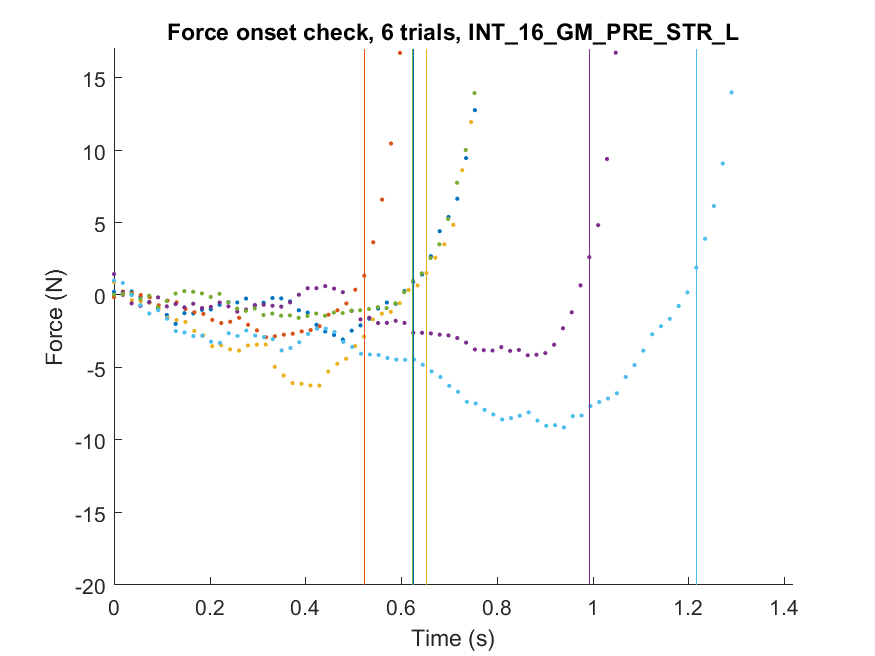 Force onset check, 6 trials, INT_16_GM_PRE_STR_L
15
10
5
0
-5
-10
-15
-20
Force (N)
0 0.2 0.4 0.6 0.8 1 1.2 1.4
Time (s)